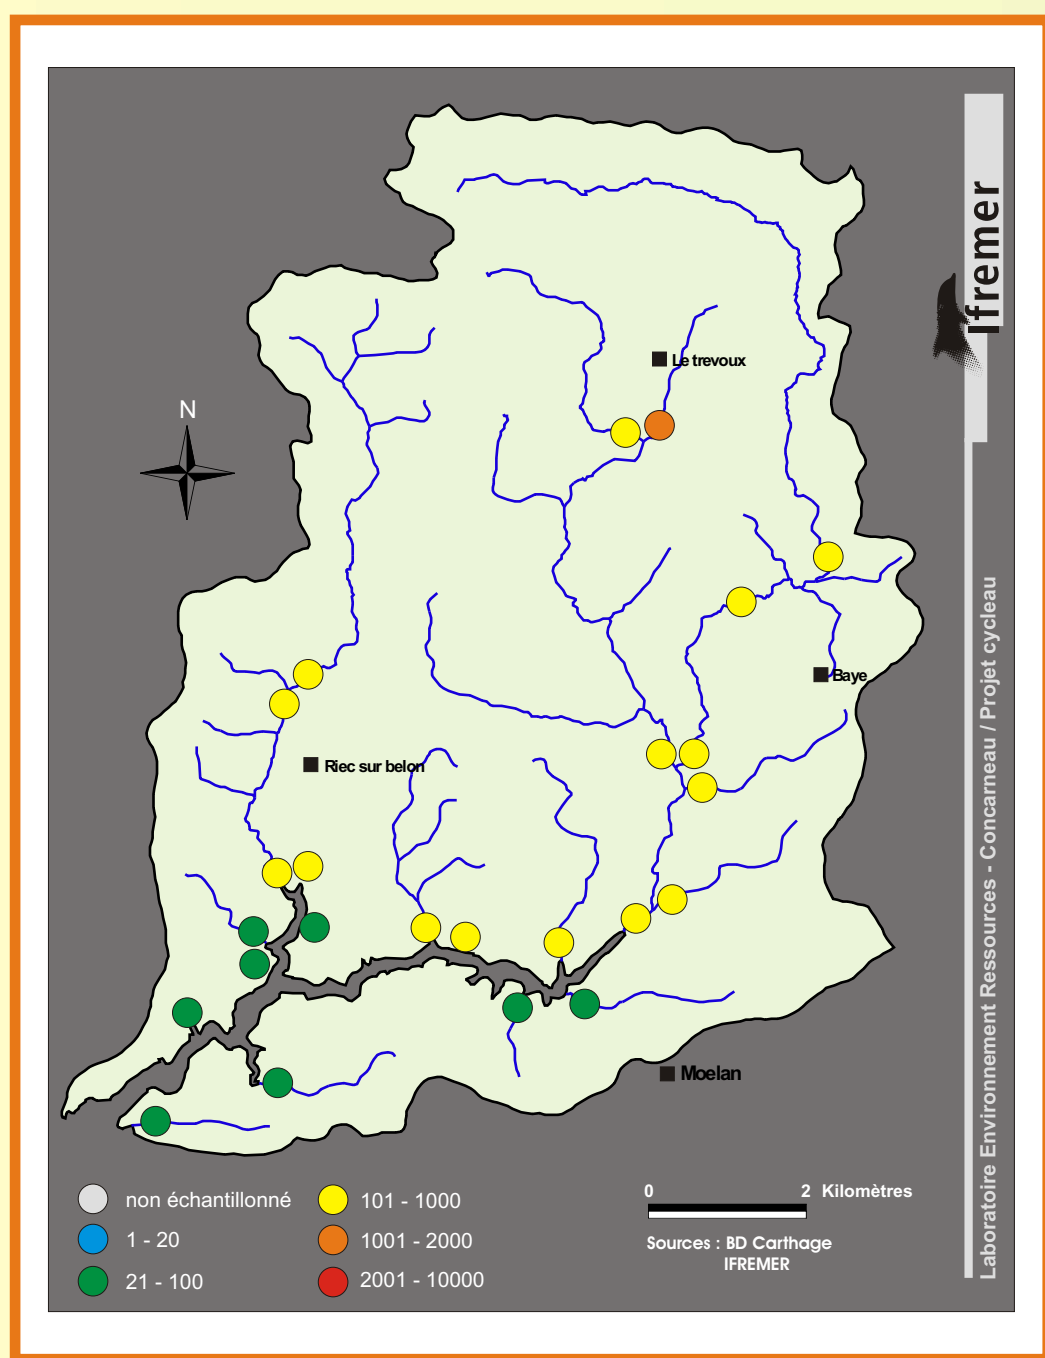 Ifremer
Le trevoux
N
Baye
Riec sur belon
Moelan
Laboratoire Environnement Ressources - Concarneau / Projet cycleau
non échantillonné
1 - 20
21 - 100
101 - 1000
1001 - 2000
2001 - 10000
0 2 Kilomètres
Sources : BD Carthage
IFREMER